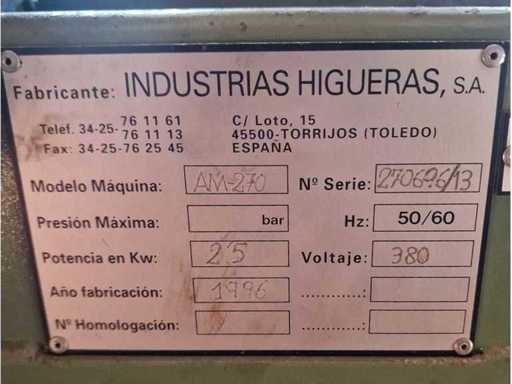 Fabricante: INDUSTRIAS HIGUERAS, S.A.
Telef. 34-25- 76 11 61
76 11 13
Fax: 34-25-76 25 45
C/ Loto, 15
45500-TORRIJOS (TOLEDO)
ESPAÑA
Modelo Máquina: AM-270 Nº Serie: 270696/13
Presión Máxima: bar Hz: 50/60
Potencia en Kw: 25 Voltaje: 380
Año fabricación: 1996 ............:
Nº Homologación: ............: